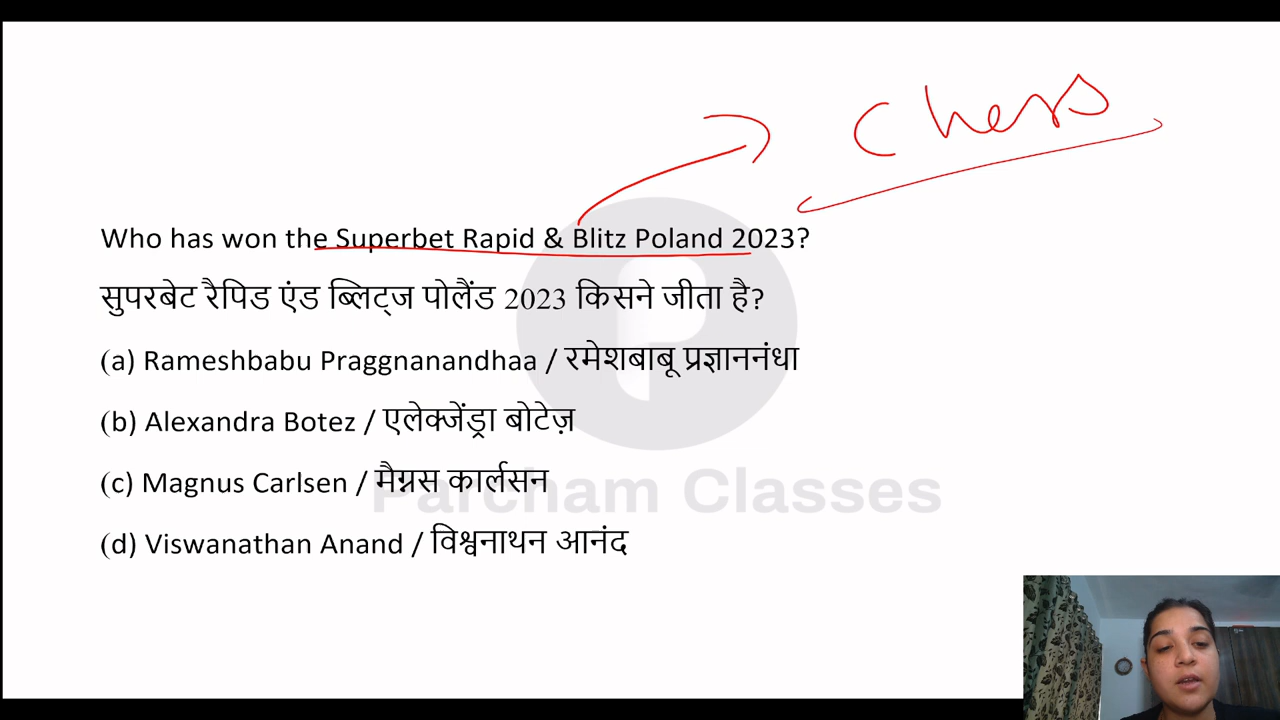 Chess
Who has won the Superbet Rapid & Blitz Poland 2023?
सुपरबेट रैपिड एंड ब्लिट्ज पोलैंड 2023 किसने जीता है?
(a) Rameshbabu Praggnanandhaa / रमेशबाबू प्रज्ञाननंधा
(b) Alexandra Botez / एलेक्जेंड्रा बोटेज़
(c) Magnus Carlsen / मैग्नस कार्लसन
Parcham Classes
(d) Viswanathan Anand / विश्वनाथन आनंद